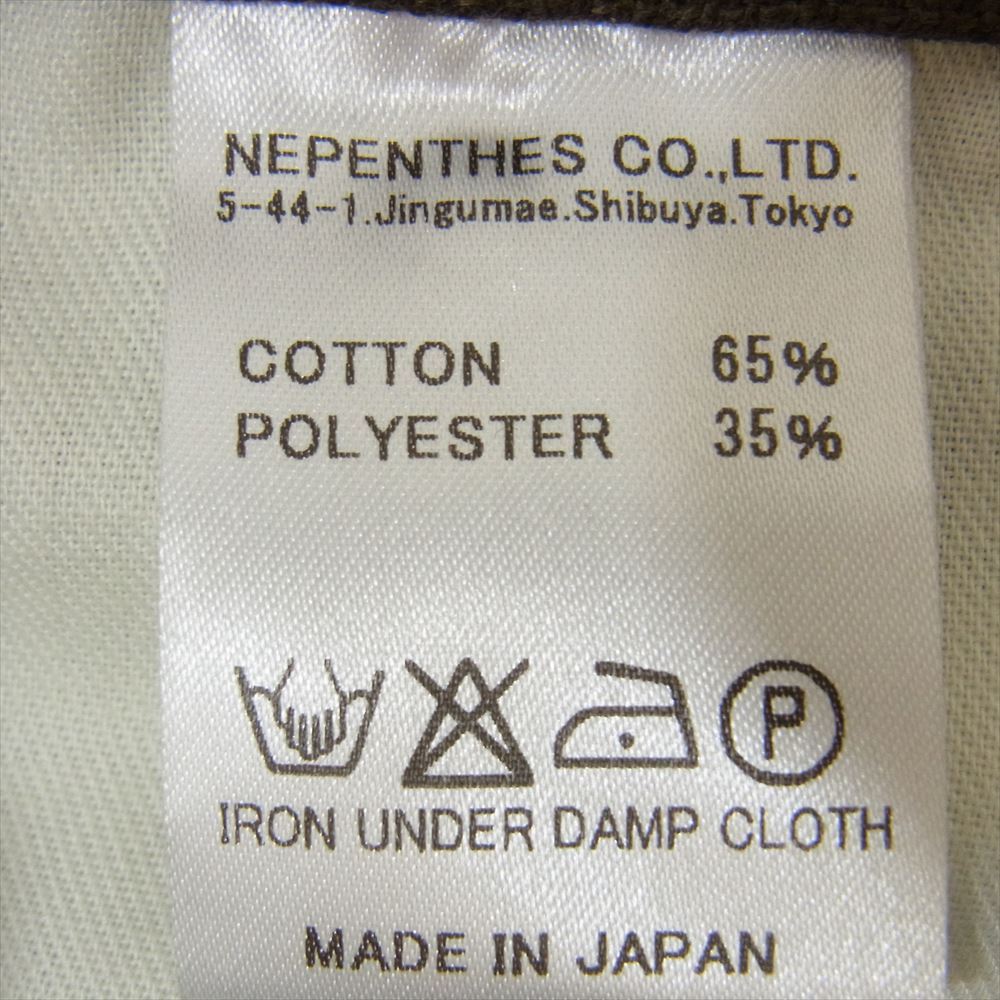 NEPENTHES CO.,LTD.
5-44-1.Jingumae.Shibuya.Tokyo
COTTON 65%
POLYESTER 35%
P
IRON UNDER DAMP CLOTH
MADE IN JAPAN